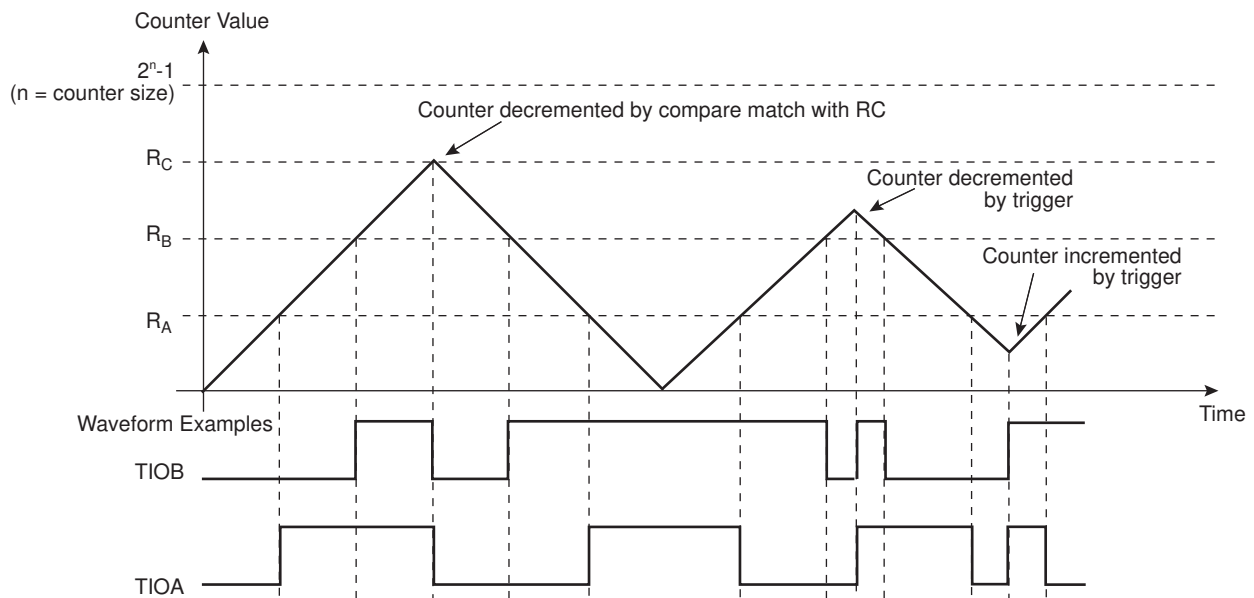 Counter Value
2ⁿ-1
(n = counter size)
Counter decremented by compare match with RC
R_C
Counter decremented
by trigger
R_B
Counter incremented
by trigger
R_A
Time
Waveform Examples
TIOB
TIOA